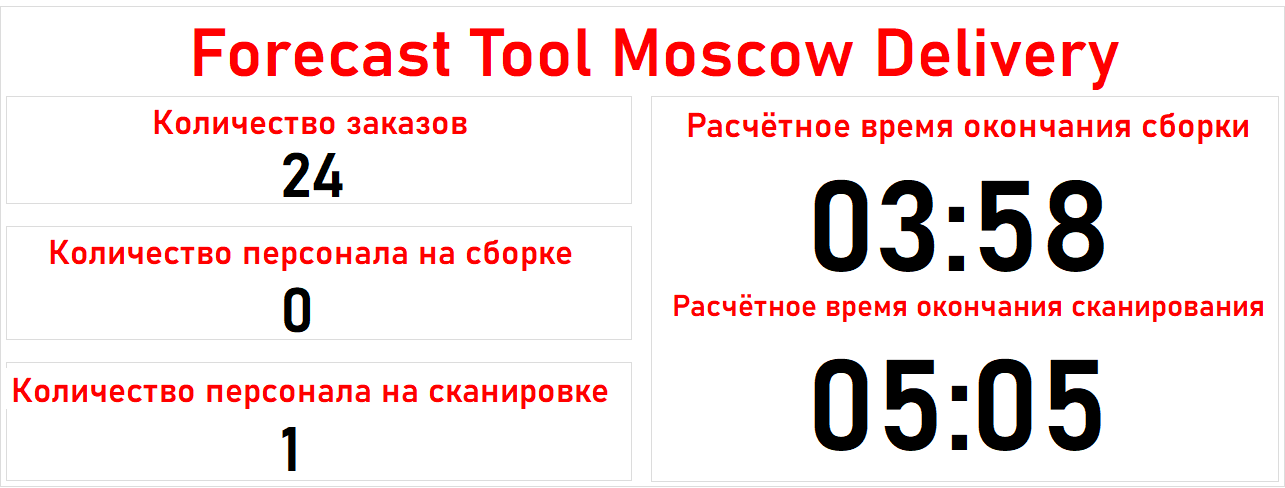 Forecast Tool Moscow Delivery
Количество заказов
24
Количество персонала на сборке
0
Количество персонала на сканировке
1
Расчётное время окончания сборки
03:58
Расчётное время окончания сканирования
05:05